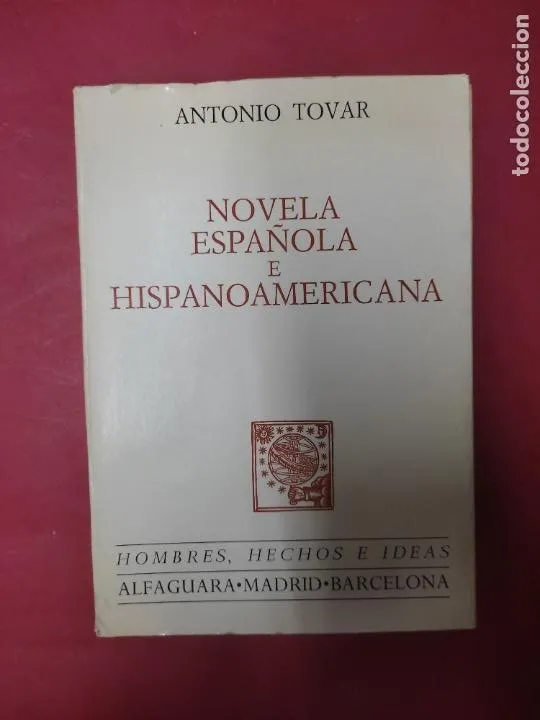 ANTONIO TOVAR
NOVELA
ESPAÑOLA
E
HISPANOAMERICANA
HOMBRES, HECHOS E IDEAS
ALFAGUARA•MADRID•BARCELONA
todocoleccion